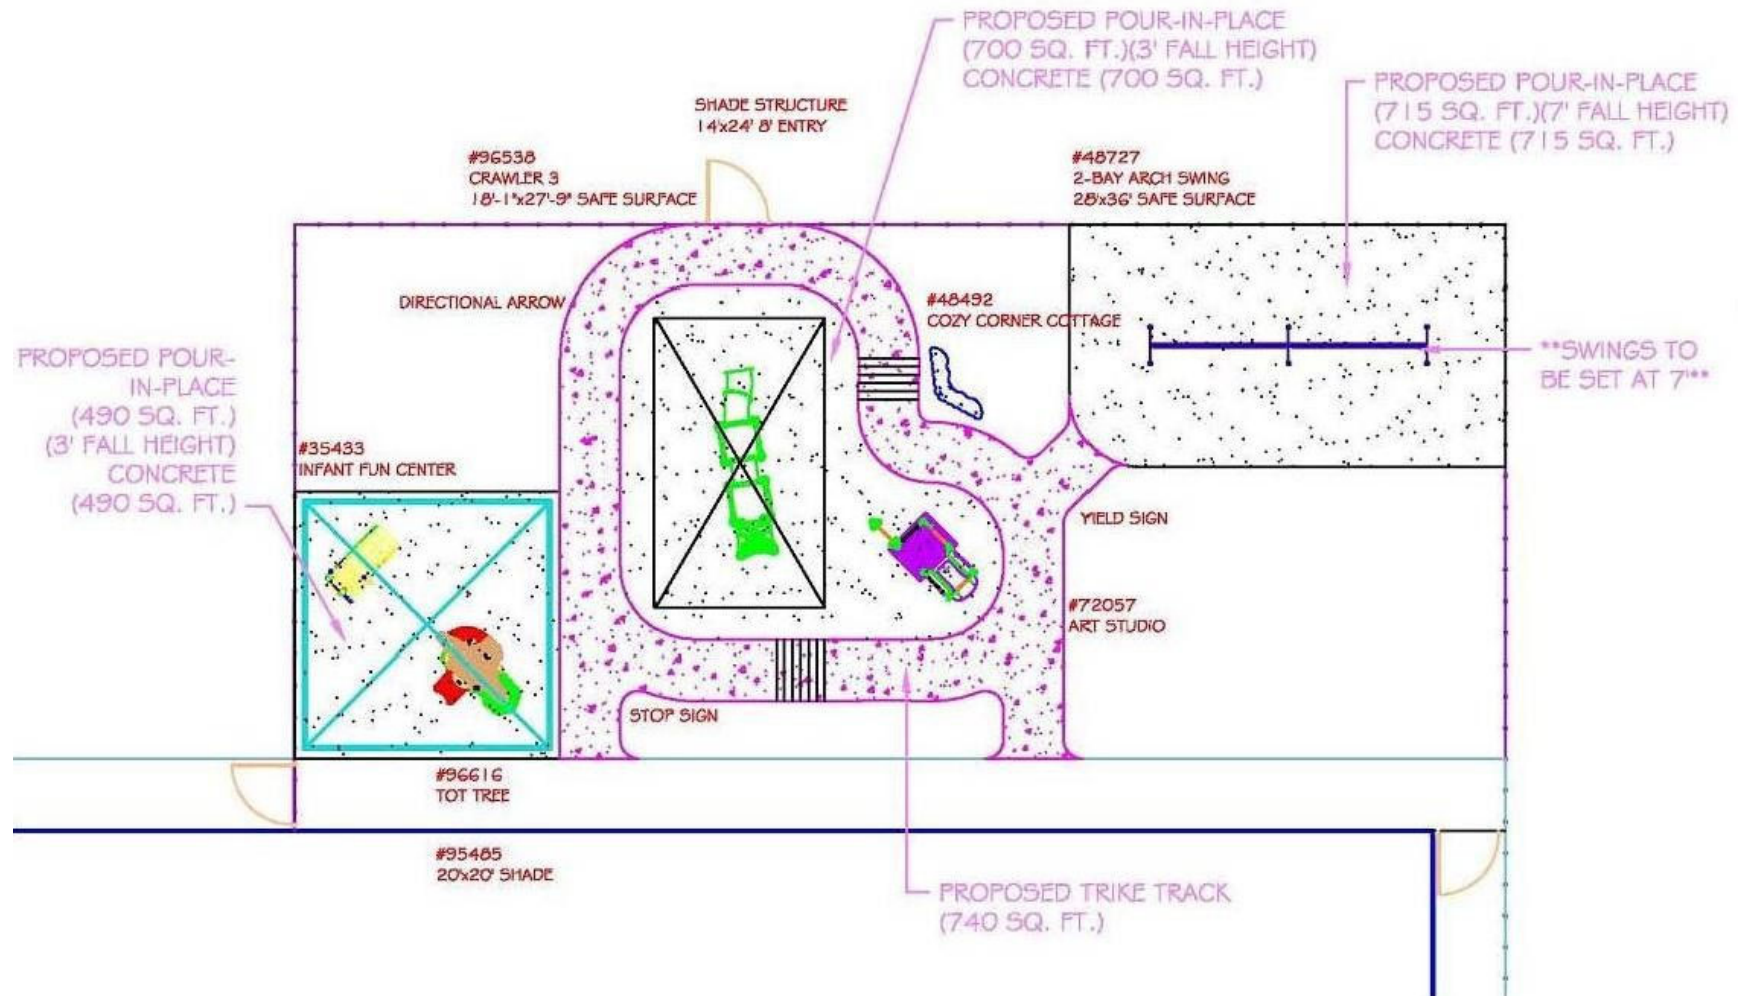 PROPOSED POUR-IN-PLACE
(700 SQ. FT.)(3' FALL HEIGHT)
CONCRETE (700 SQ. FT.)
PROPOSED POUR-IN-PLACE
(715 SQ. FT.)(7' FALL HEIGHT)
CONCRETE (715 SQ. FT.)
SHADE STRUCTURE
14'x24' 8' ENTRY
#96538
CRAWLER 3
18'-1"x27'-9" SAFE SURFACE
#48727
2-BAY ARCH SWING
28'x36' SAFE SURFACE
DIRECTIONAL ARROW
#48492
COZY CORNER COTTAGE
**SWINGS TO
BE SET AT 7'**
PROPOSED POUR-
IN-PLACE
(490 SQ. FT.)
(3' FALL HEIGHT)
CONCRETE
(490 SQ. FT.)
#35433
INFANT FUN CENTER
YIELD SIGN
#72057
ART STUDIO
STOP SIGN
#96616
TOT TREE
#95485
20'x20' SHADE
PROPOSED TRIKE TRACK
(740 SQ. FT.)